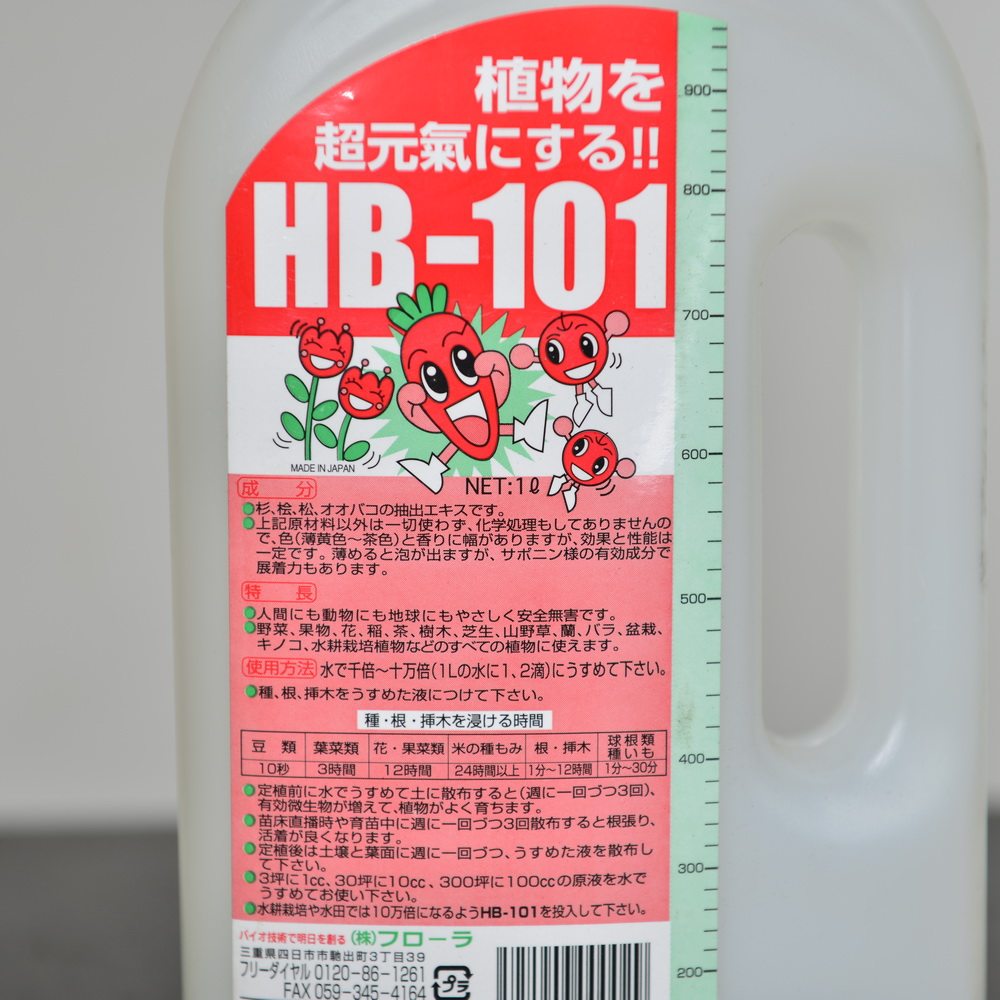 植物を
超元氣にする!!
HB-101
MADE IN JAPAN
NET:1ℓ
成分
●杉、桧、松、オオバコの抽出エキスです。
●上記原材料以外は一切使わず、化学処理もしてありませんの
で、色(薄黄色〜茶色)と香りに幅がありますが、効果と性能は
一定です。薄めると泡が出ますが、サポニン様の有効成分で
展着力もあります。
特長
●人間にも動物にも地球にもやさしく安全無害です。
●野菜、果物、花、稲、茶、樹木、芝生、山野草、蘭、バラ、盆栽、
キノコ、水耕栽培植物などのすべての植物に使えます。
使用方法 水で千倍〜十万倍(1Lの水に1、2滴)にうすめて下さい。
●種、根、挿木をうすめた液につけて下さい。
種・根・挿木を浸ける時間
豆類 葉菜類 花・果菜類 米の種もみ 根・挿木 球根類 種いも
10秒 3時間 12時間 24時間以上 1分〜12時間 1分〜30分
●定植前に水でうすめて土に散布すると(週に一回づつ3回)、
有効微生物が増えて、植物がよく育ちます。
●苗床直播時や育苗中に週に一回づつ3回散布すると根張り、
活着が良くなります。
●定植後は土壌と葉面に週に一回づつ、うすめた液を散布し
て下さい。
●3坪に1cc、30坪に10cc、300坪に100ccの原液を水で
うすめてお使い下さい。
●水耕栽培や水田では10万倍になるようHB-101を投入して下さい。
バイオ技術で明日を創る (株)フローラ
三重県四日市市馳出町3丁目39
フリーダイヤル 0120-86-1261
FAX 059-345-4164
プラ
900
800
700
600
500
400
300
200